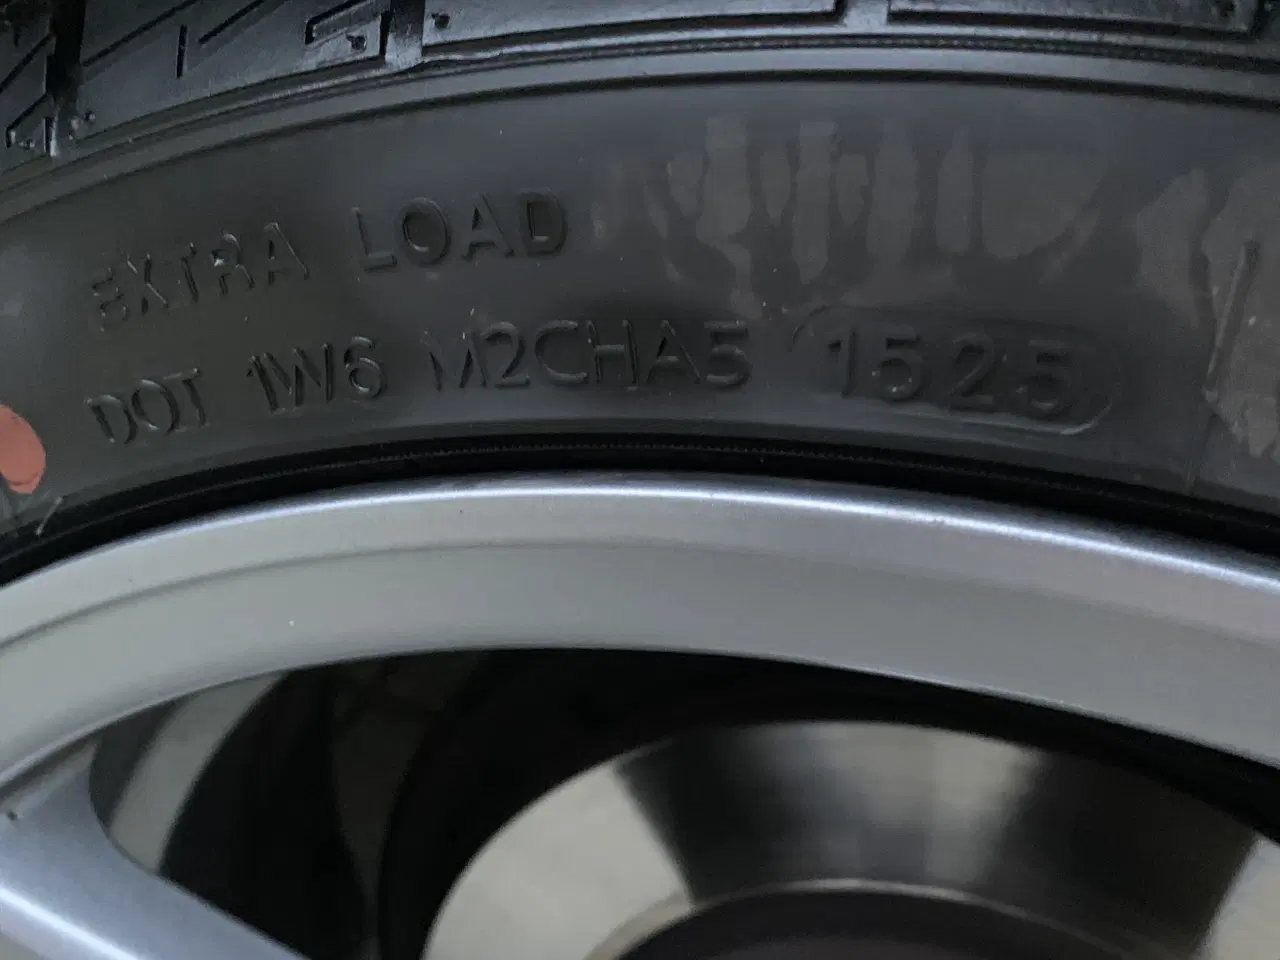 EXTRA LOAD
DOT 1W6 M2CHA5 1525